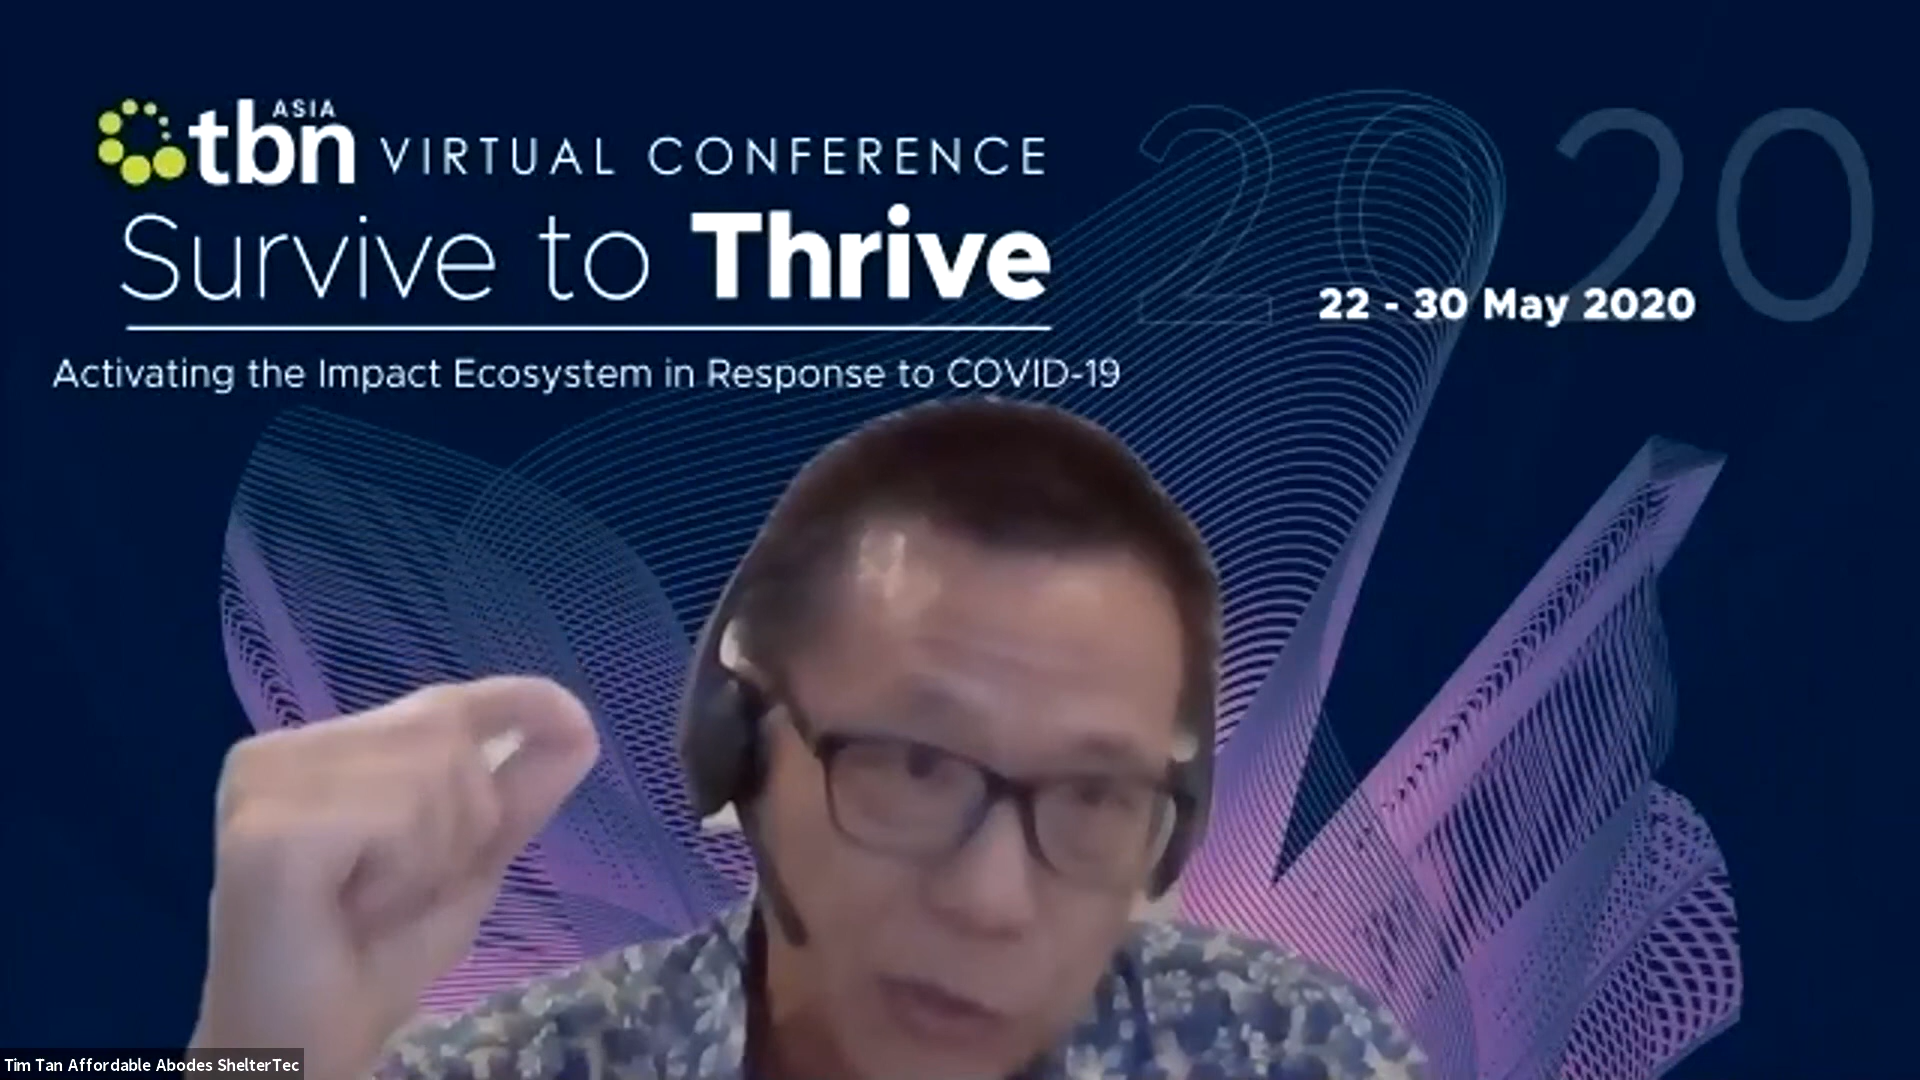 ASIA
tbn VIRTUAL CONFERENCE
Survive to Thrive
2020
22 - 30 May 2020
Activating the Impact Ecosystem in Response to COVID-19
Tim Tan Affordable Abodes ShelterTec